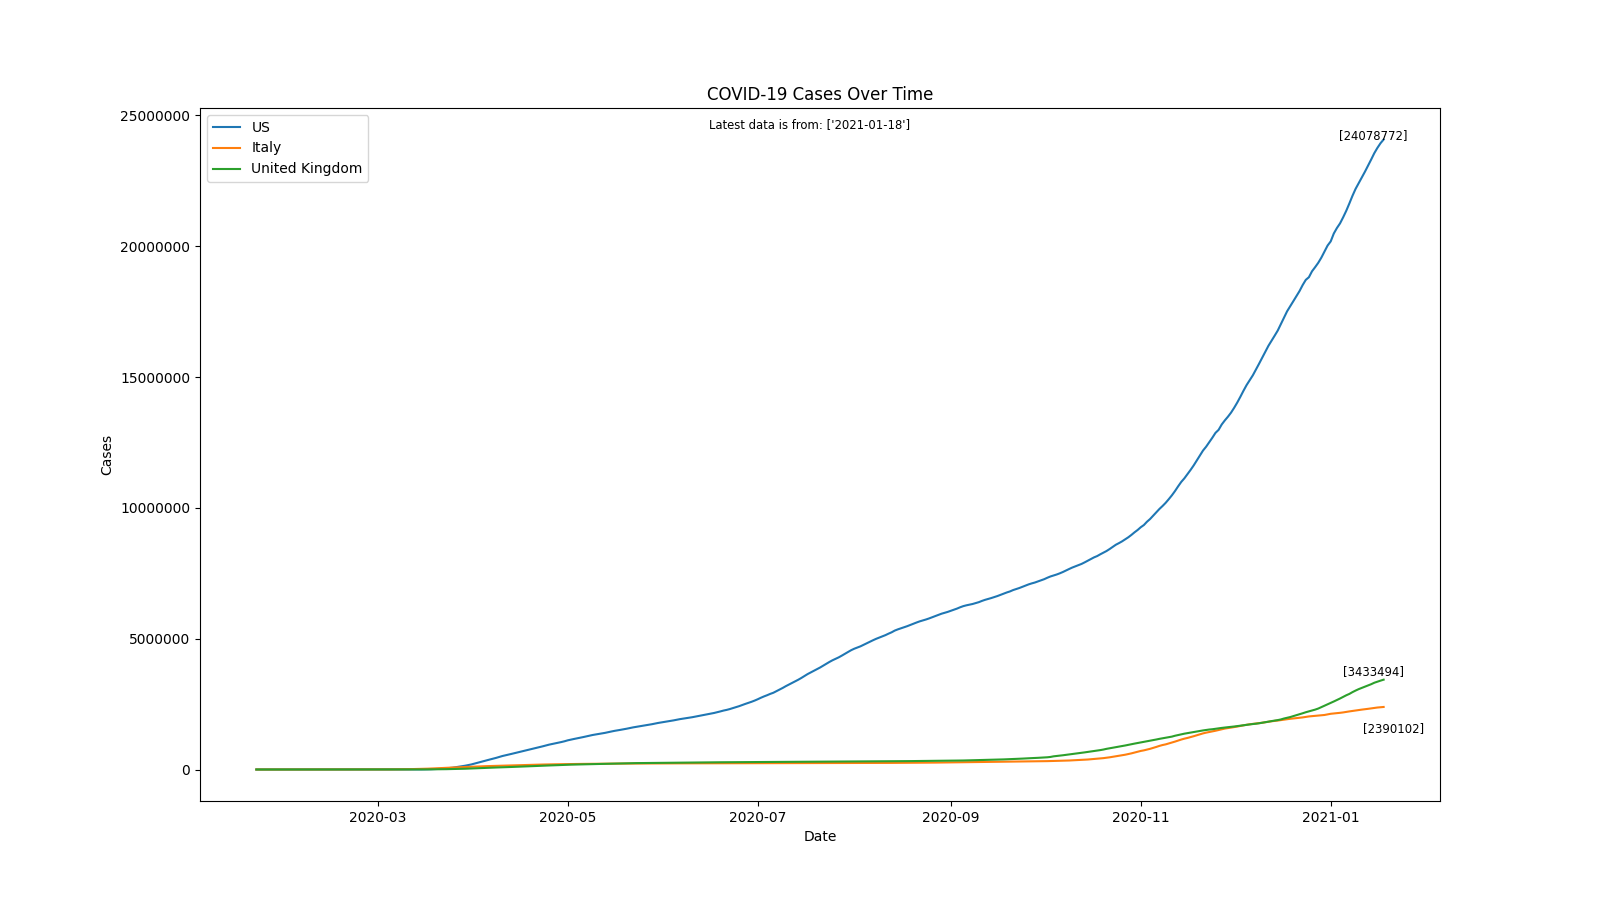 COVID-19 Cases Over Time
Latest data is from: ['2021-01-18']
US
Italy
United Kingdom
[24078772]
[3433494]
[2390102]
25000000
20000000
15000000
10000000
5000000
0
Cases
2020-03 2020-05 2020-07 2020-09 2020-11 2021-01
Date